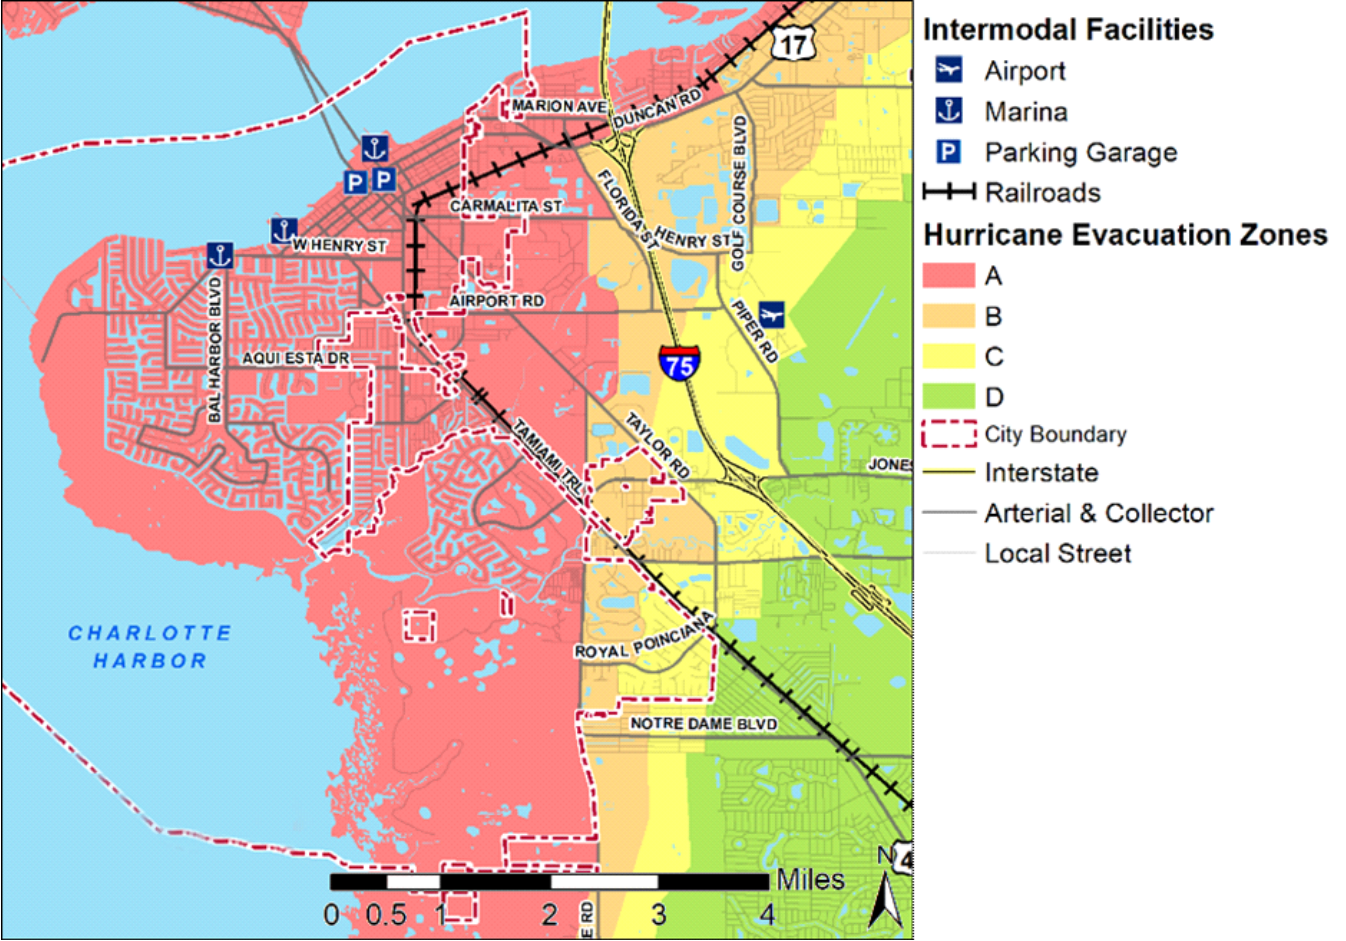 17
MARION AVE
DUNCAN RD
GOLF COURSE BLVD
P
P
CARMALITA ST
FLORIDA ST
HENRY ST
W HENRY ST
AIRPORT RD
PIPER RD
BAL HARBOR BLVD
AQUI ESTA DR
75
TAMIAMI TRL
TAYLOR RD
JONES
CHARLOTTE
HARBOR
ROYAL POINCIANA
NOTRE DAME BLVD
N
4
Miles
0 0.5 1 2 3 4
E RD
Intermodal Facilities
Airport
Marina
P Parking Garage
Railroads
Hurricane Evacuation Zones
A
B
C
D
City Boundary
Interstate
Arterial & Collector
Local Street